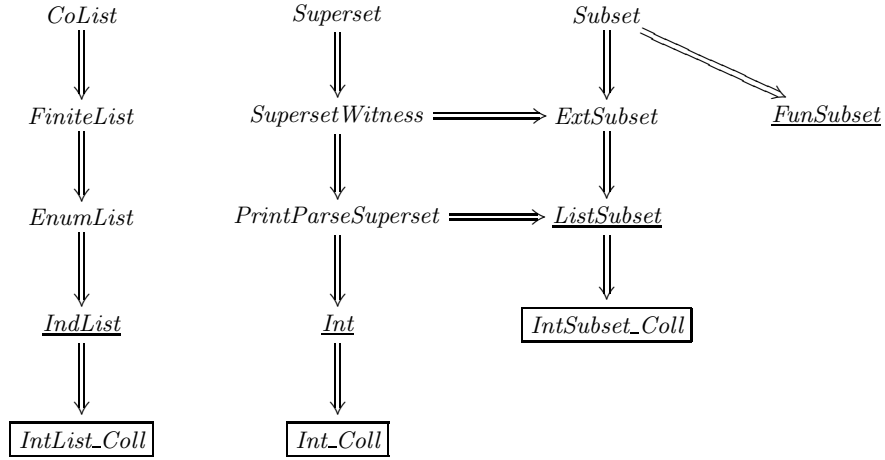 CoList Superset Subset
FiniteList SupersetWitness ExtSubset FunSubset
EnumList PrintParseSuperset ListSubset
IndList Int IntSubset_Coll
IntList_Coll Int_Coll